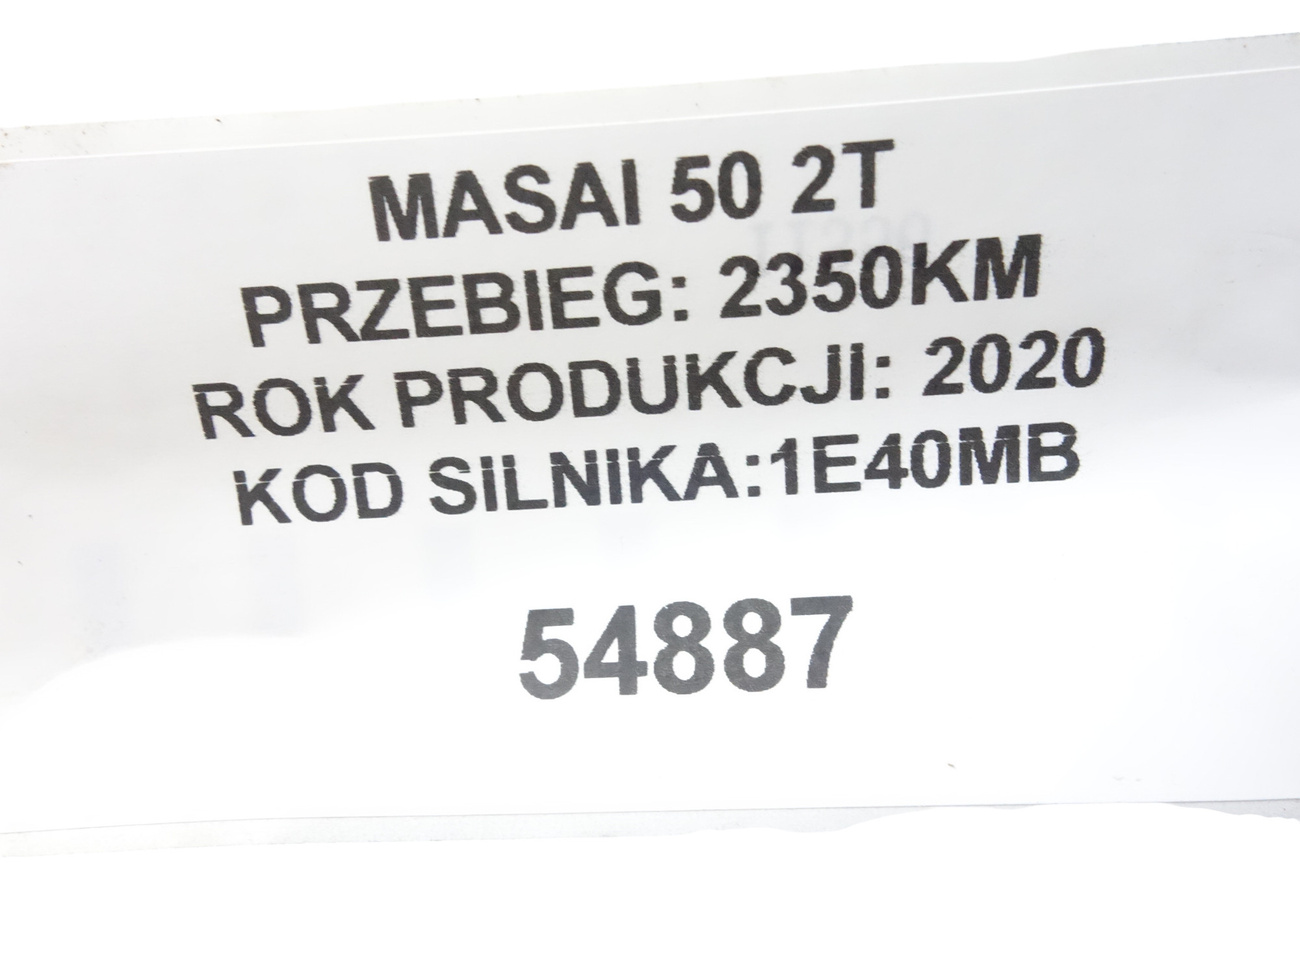 MASAI 50 2T
PRZEBIEG: 2350KM
ROK PRODUKCJI: 2020
KOD SILNIKA:1E40MB
54887